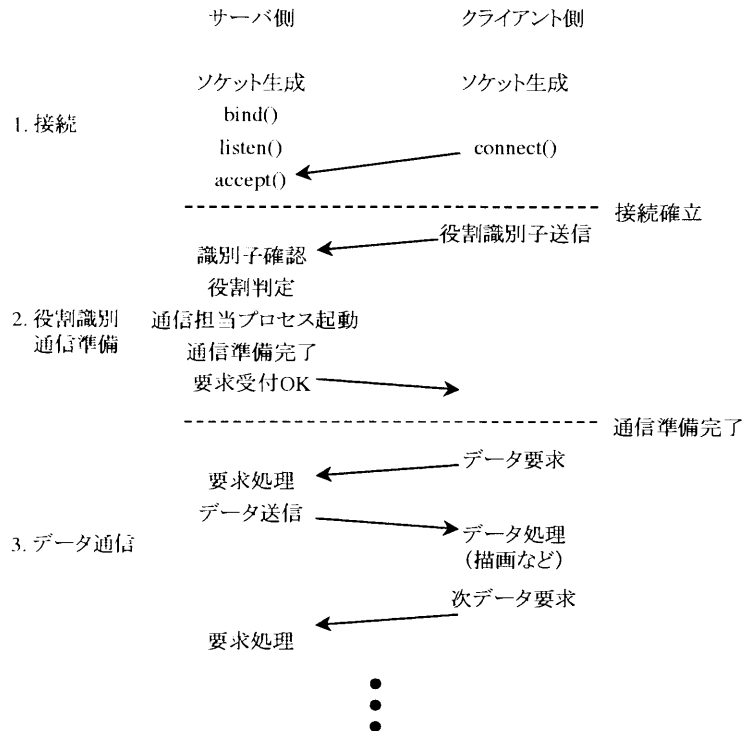 サーバ側 クライアント側
ソケット生成 ソケット生成
1. 接続
bind()
listen() connect()
accept()
接続確立
役割識別子送信
識別子確認
役割判定
2. 役割識別 通信担当プロセス起動
通信準備 通信準備完了
要求受付OK
通信準備完了
データ要求
要求処理
データ送信
3. データ通信 データ処理
(描画など)
次データ要求
要求処理